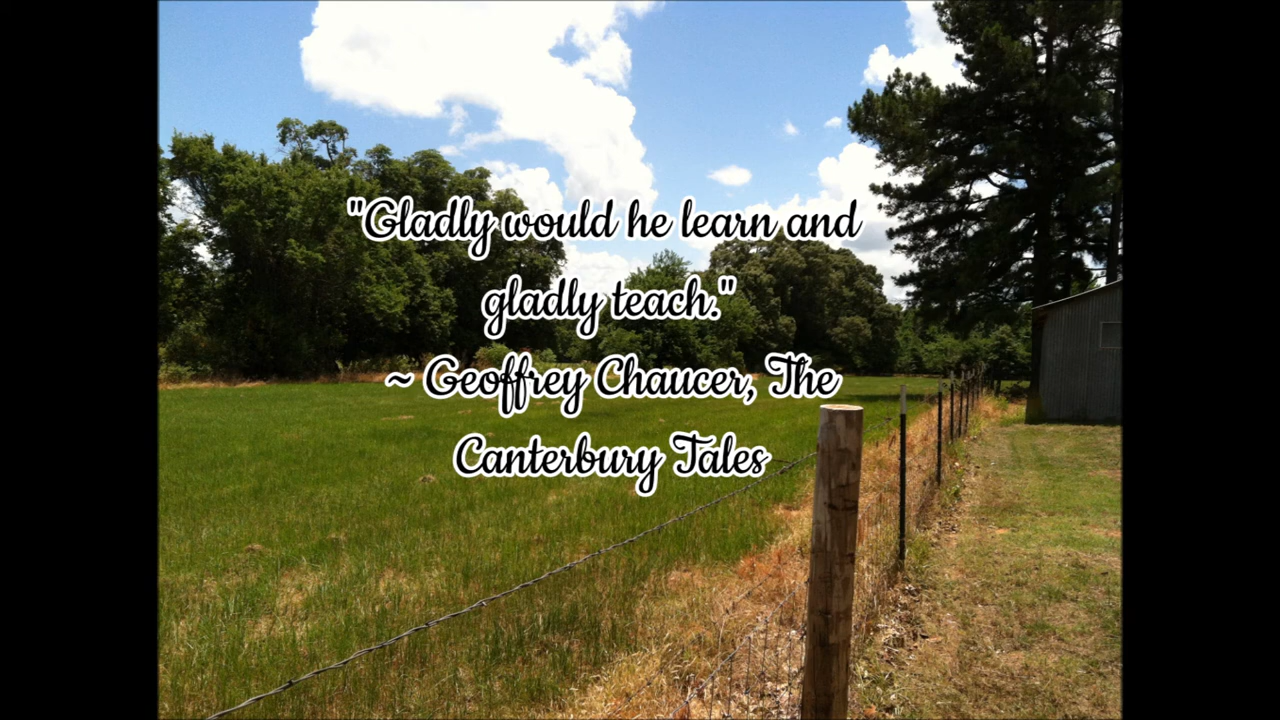 "Gladly would he learn and
gladly teach."
~ Geoffrey Chaucer, The
Canterbury Tales